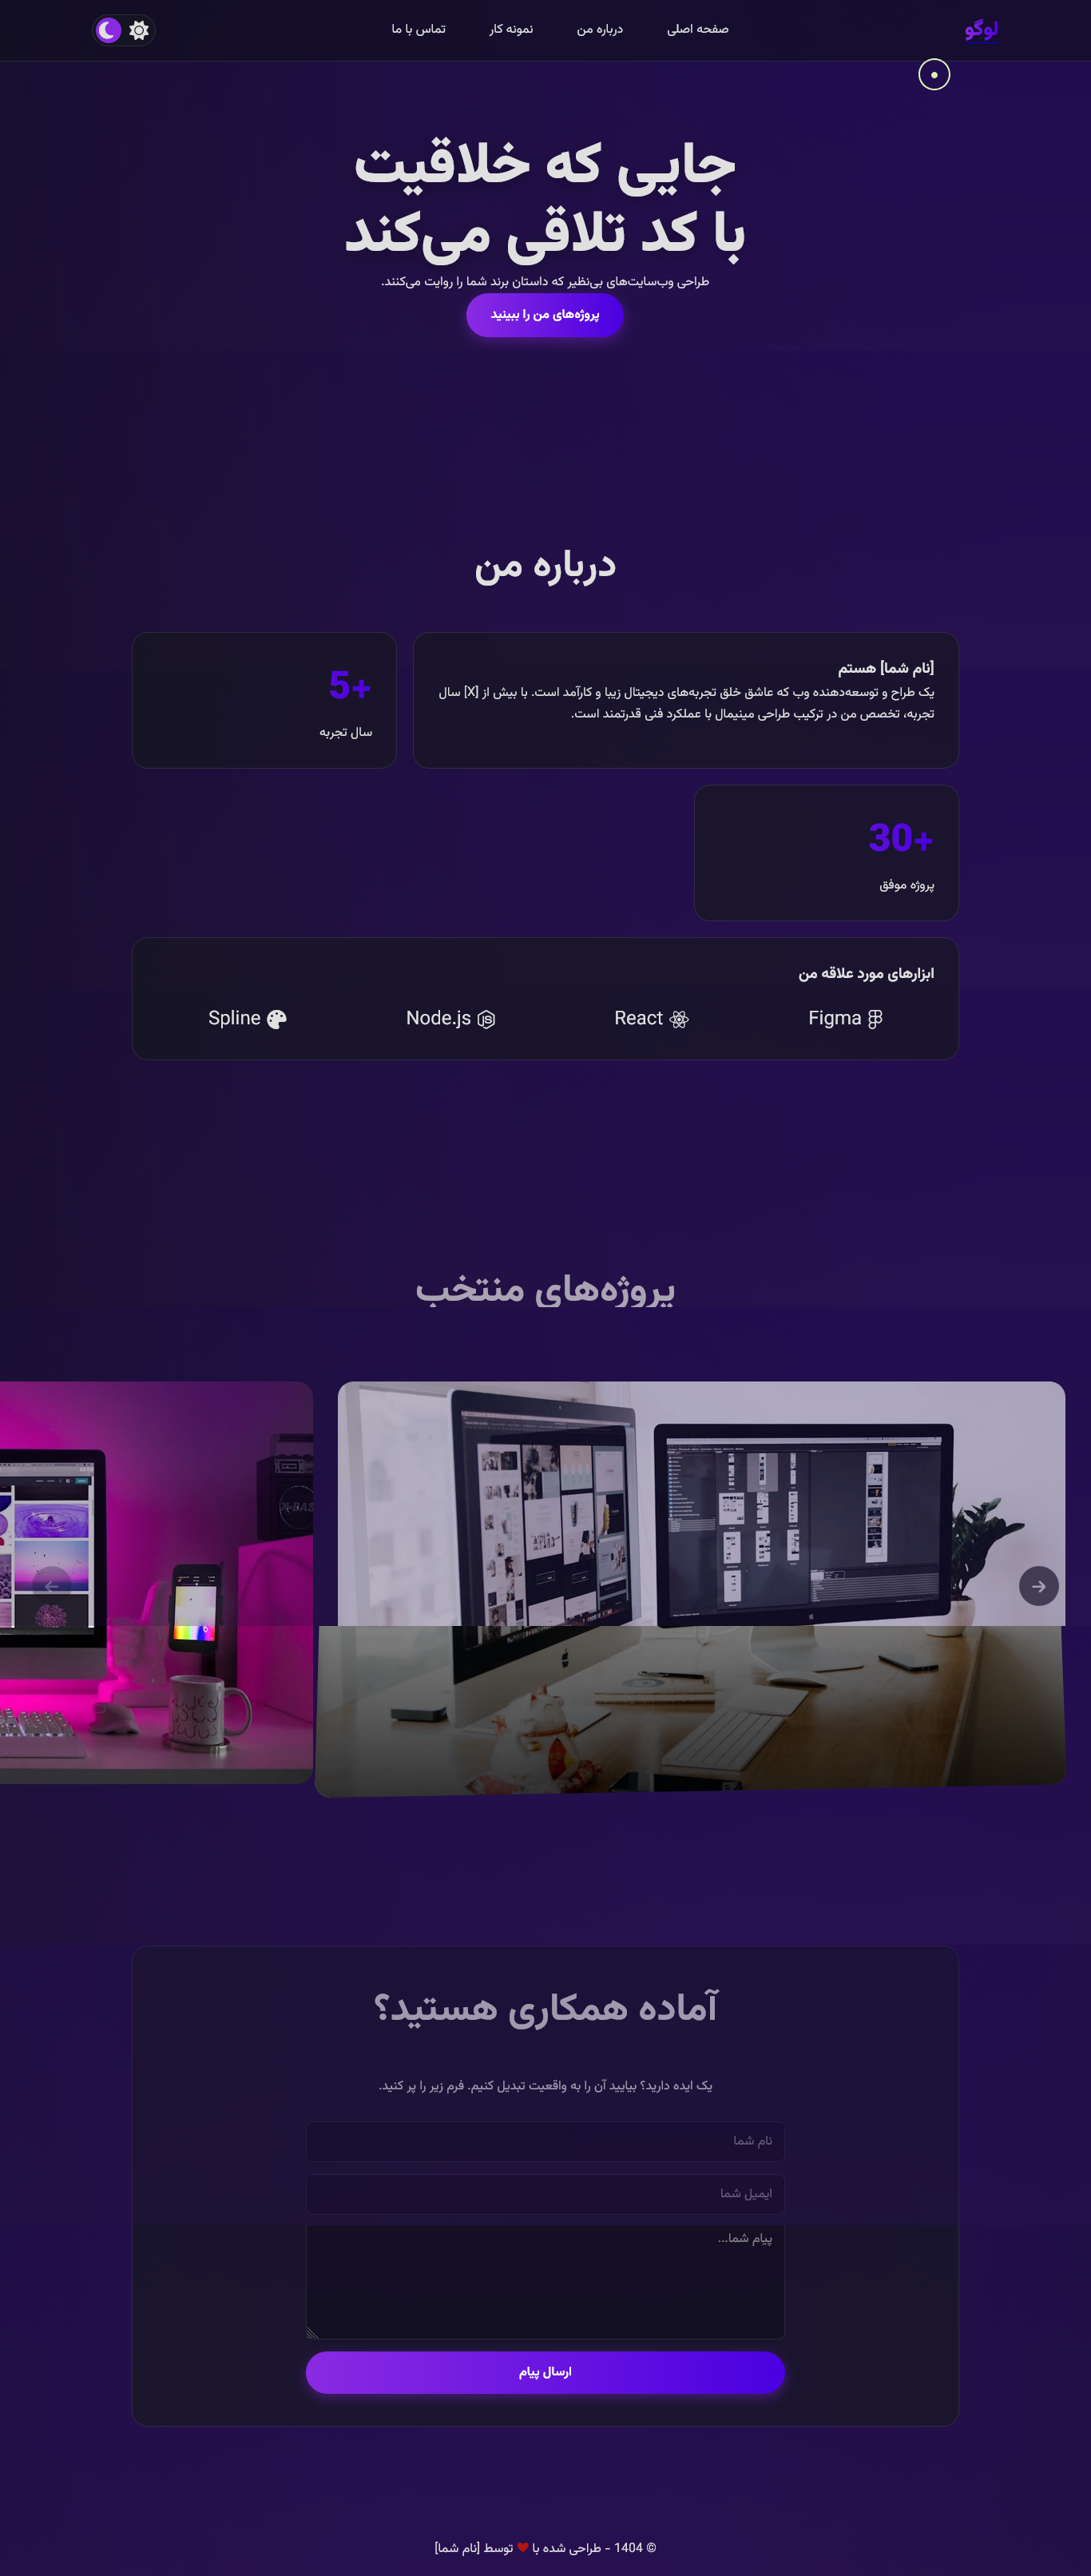 لوگو
صفحه اصلی
درباره من
نمونه کار
تماس با ما
جایی که خلاقیت
با کد تلاقی می‌کند
طراحی وب‌سایت‌های بی‌نظیر که داستان برند شما را روایت می‌کنند.
پروژه‌های من را ببینید
درباره من
[نام شما] هستم
یک طراح و توسعه‌دهنده وب که عاشق خلق تجربه‌های دیجیتال زیبا و کارآمد است. با بیش از [X] سال
تجربه، تخصص من در ترکیب طراحی مینیمال با عملکرد فنی قدرتمند است.
5+
سال تجربه
30+
پروژه موفق
ابزارهای مورد علاقه من
Figma
React
Node.js
Spline
پروژه‌های منتخب
آماده همکاری هستید؟
یک ایده دارید؟ بیایید آن را به واقعیت تبدیل کنیم. فرم زیر را پر کنید.
نام شما
ایمیل شما
پیام شما...
ارسال پیام
© 1404 - طراحی شده با ❤ توسط [نام شما]